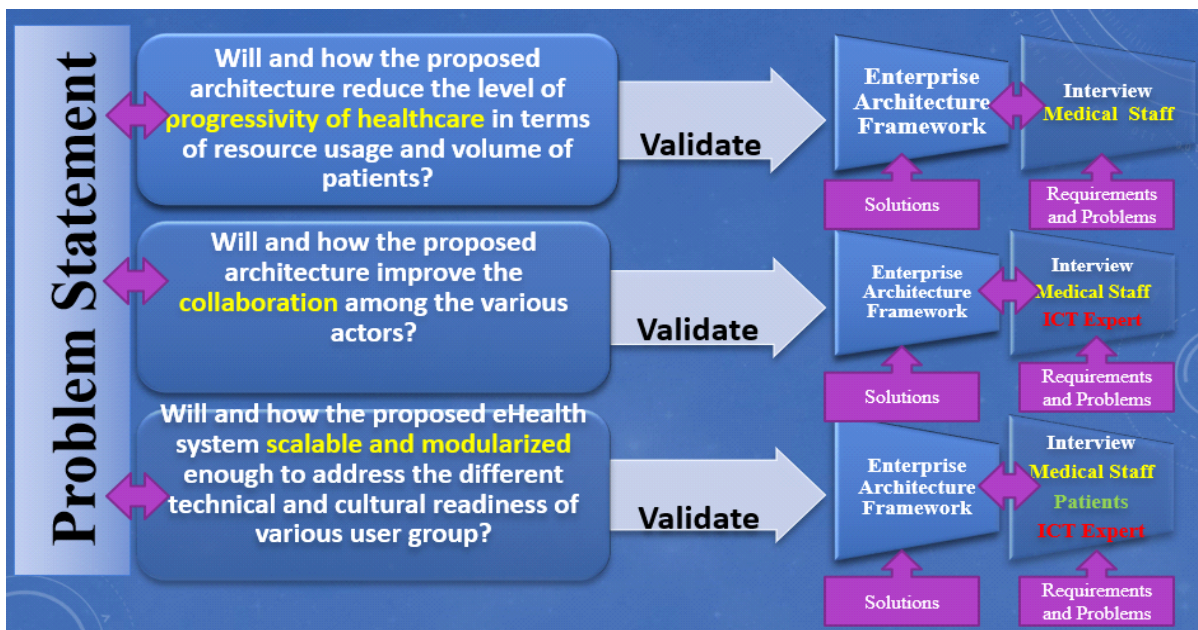 Problem Statement
Will and how the proposed
architecture reduce the level of
progressivity of healthcare in terms
of resource usage and volume of
patients?
Validate
Enterprise
Architecture
Framework
Interview
Medical Staff
Solutions
Requirements
and Problems
Will and how the proposed
architecture improve the
collaboration among the various
actors?
Validate
Enterprise
Architecture
Framework
Interview
Medical Staff
ICT Expert
Solutions
Requirements
and Problems
Will and how the proposed eHealth
system scalable and modularized
enough to address the different
technical and cultural readiness of
various user group?
Validate
Enterprise
Architecture
Framework
Interview
Medical Staff
Patients
ICT Expert
Solutions
Requirements
and Problems